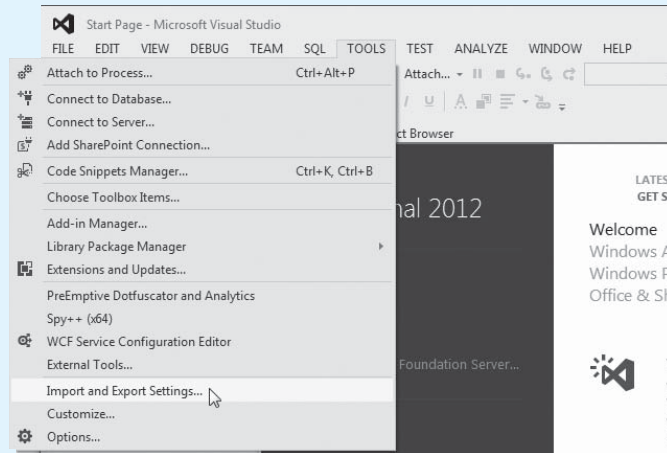 Start Page - Microsoft Visual Studio
FILE EDIT VIEW DEBUG TEAM SQL TOOLS TEST ANALYZE WINDOW HELP
Attach to Process... Ctrl+Alt+P
Attach...
Connect to Database...
Connect to Server...
ct Browser
Add SharePoint Connection...
Code Snippets Manager... Ctrl+K, Ctrl+B
Choose Toolbox Items...
Add-in Manager...
Library Package Manager
Extensions and Updates...
PreEmptive Dotfuscator and Analytics
Spy++ (x64)
WCF Service Configuration Editor
External Tools...
Import and Export Settings...
Customize...
Options...
nal 2012
Foundation Server...
LATES
GET S
Welcome
Windows A
Windows P
Office & Sh